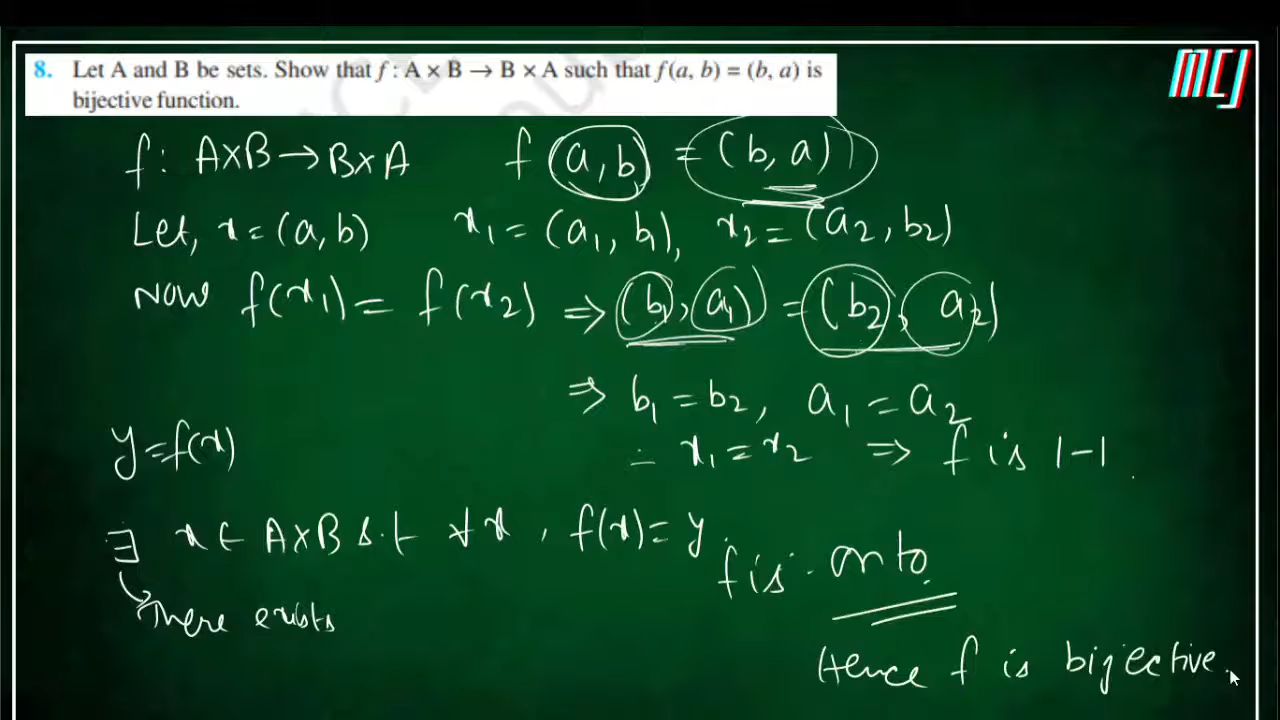 8. Let A and B be sets. Show that f : A × B → B × A such that f(a, b) = (b, a) is
bijective function.
MCJ
f: A×B→B×A f(a,b) = (b, a)
Let, x=(a,b) x₁=(a₁, b₁), x₂=(a₂, b₂)
Now f(x₁)= f(x₂) ⇒ (b₁, a₁) = (b₂, a₂)
⇒ b₁=b₂, a₁=a₂
y=f(x)
∴ x₁=x₂ ⇒ f is 1-1
∃ x ∈ A×B s.t ∀ x, f(x)= y.
f is onto
There exists
Hence f is bijective.